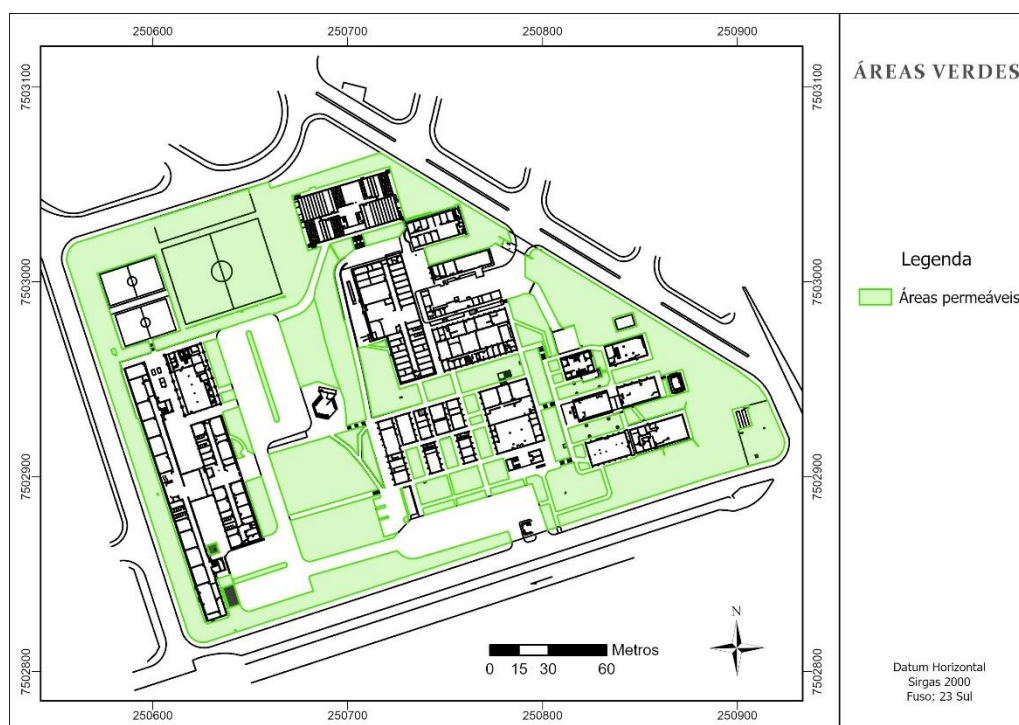 250600 250700 250800 250900
7503100 7503100
ÁREAS VERDES
Legenda
Áreas permeáveis
7503000 7503000
7502900 7502900
N
Metros
0 15 30 60
7502800 7502800
Datum Horizontal
Sirgas 2000
Fuso: 23 Sul
250600 250700 250800 250900